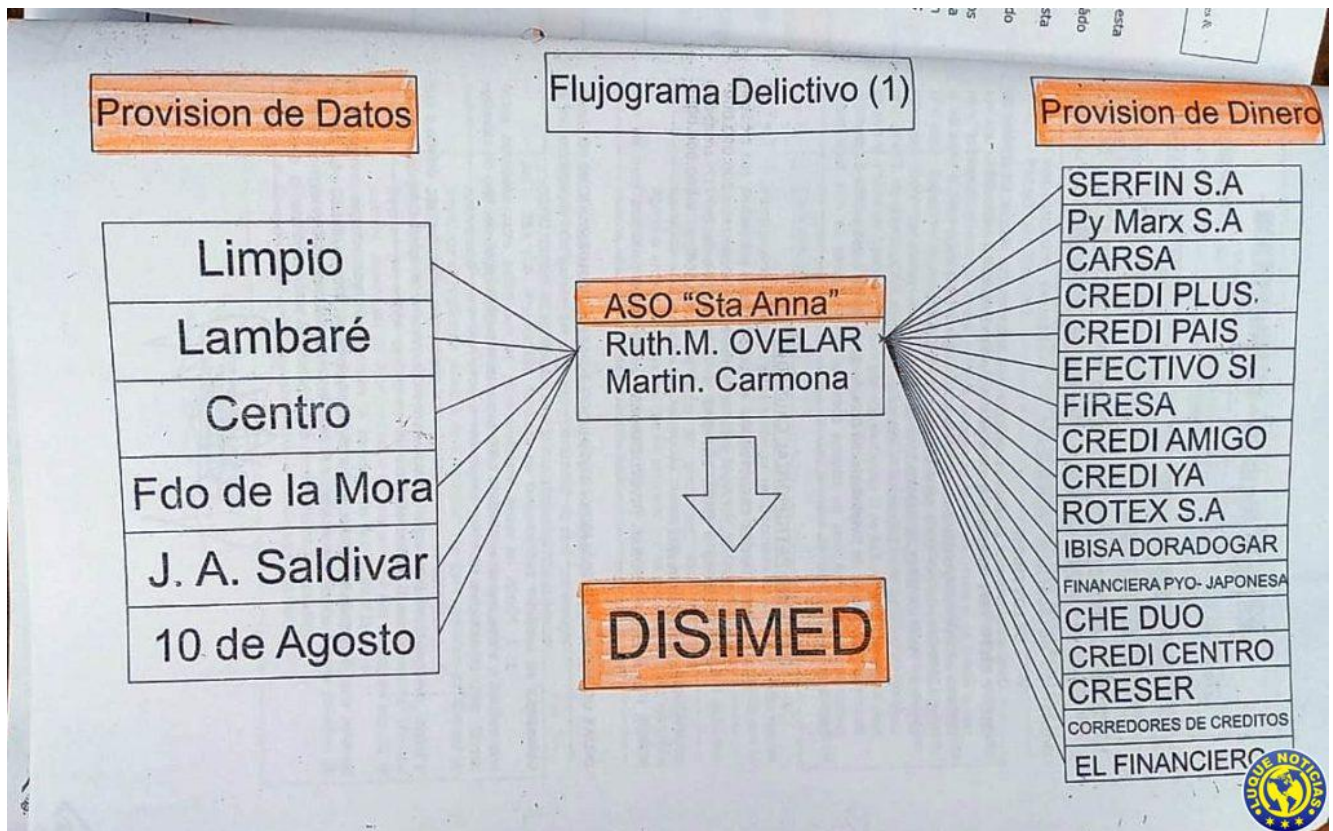 Flujograma Delictivo (1)
Provision de Datos
Limpio
Lambaré
Centro
Fdo de la Mora
J. A. Saldivar
10 de Agosto
ASO "Sta Anna"
Ruth.M. OVELAR
Martin. Carmona
DISIMED
Provision de Dinero
SERFIN S.A
Py Marx S.A
CARSA
CREDI PLUS.
CREDI PAIS
EFECTIVO SI
FIRESA
CREDI AMIGO
CREDI YA
ROTEX S.A
IBISA DORADOGAR
FINANCIERA PYO- JAPONESA
CHE DUO
CREDI CENTRO
CRESER
CORREDORES DE CREDITOS
EL FINANCIERO
LUQUE NOTICIAS
esta
sta